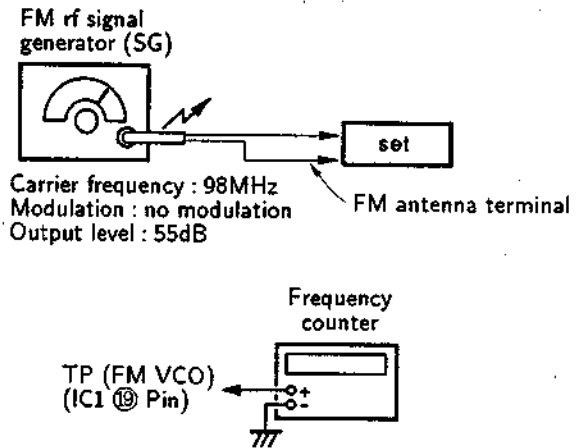 FM rf signal
generator (SG)
set
Carrier frequency : 98MHz
Modulation : no modulation
Output level : 55dB
FM antenna terminal
Frequency
counter
TP (FM VCO)
(IC1 ⑲ Pin)
+
-